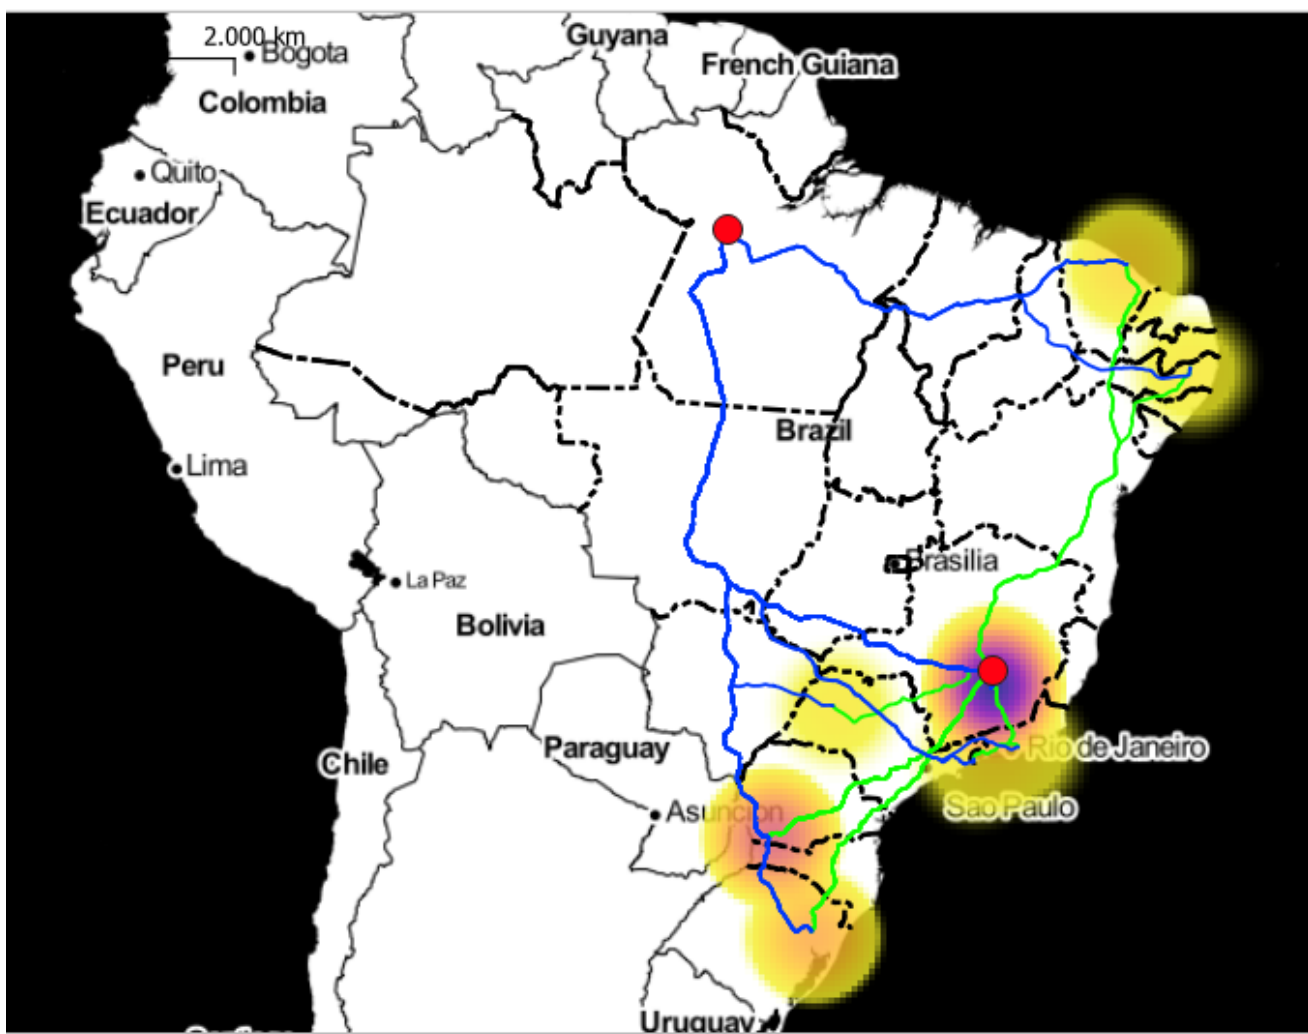 2.000 km
Bogota
Guyana
French Guiana
Colombia
Quito
Ecuador
Peru
Brazil
Lima
Brasilia
La Paz
Bolivia
Paraguay
Chile
Rio de Janeiro
Asuncion
Sao Paulo
Uruguay